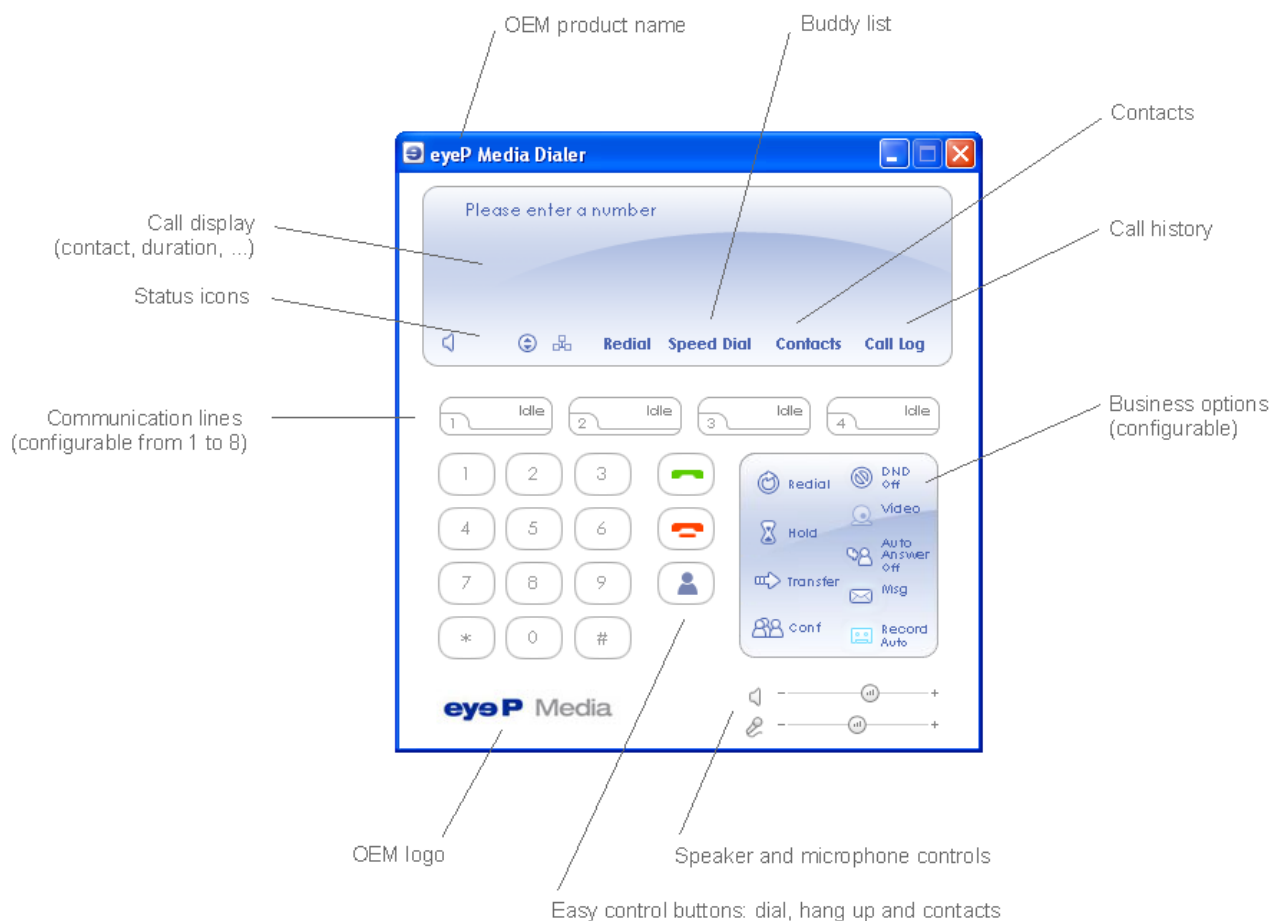 OEM product name
Buddy list
Contacts
eyeP Media Dialer
Please enter a number
Call display
(contact, duration, ...)
Call history
Status icons
Redial Speed Dial Contacts Call Log
Communication lines
(configurable from 1 to 8)
1 Idle
2 Idle
3 Idle
4 Idle
Business options
(configurable)
1 2 3
4 5 6
7 8 9
* 0 #
Redial
DND
Off
Hold
Video
Auto
Answer
Off
Transfer
Msg
Conf
Record
Auto
eyeP Media
- +
- +
OEM logo
Speaker and microphone controls
Easy control buttons: dial, hang up and contacts